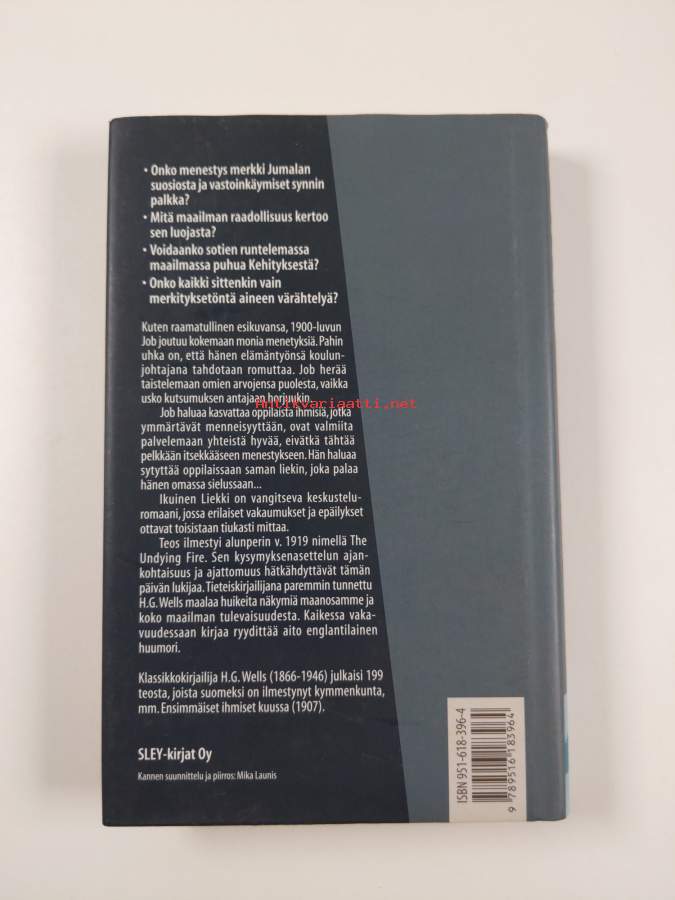 • Onko menestys merkki Jumalan
suosiosta ja vastoinkäymiset synnin
palkka?
• Mitä maailman raadollisuus kertoo
sen luojasta?
• Voidaanko sotien runtelemassa
maailmassa puhua Kehityksestä?
• Onko kaikki sittenkin vain
merkityksetöntä aineen värähtelyä?
Kuten raamatullinen esikuvansa, 1900-luvun
Job joutuu kokemaan monia menetyksiä. Pahin
uhka on, että hänen elämäntyönsä koulun-
johtajana tahdotaan romuttaa. Job herää
taistelemaan omien arvojensa puolesta, vaikka
usko kutsumuksen antajaan horjuukin.
Antikvariaatti.net
Job haluaa kasvattaa oppilaista ihmisiä, jotka
ymmärtävät menneisyyttään, ovat valmiita
palvelemaan yhteistä hyvää, eivätkä tähtää
pelkkään itsekkääseen menestykseen. Hän haluaa
sytyttää oppilaissaan saman liekin, joka palaa
hänen omassa sielussaan...
Ikuinen Liekki on vangitseva keskustelu-
romaani, jossa erilaiset vakaumukset ja epäilykset
ottavat toisistaan tiukasti mittaa.
Teos ilmestyi alunperin v. 1919 nimellä The
Undying Fire. Sen kysymyksenasettelun ajan-
kohtaisuus ja ajattomuus hätkähdyttävät tämän
päivän lukijaa. Tieteiskirjailijana paremmin tunnettu
H.G. Wells maalaa huikeita näkymiä maanosamme ja
koko maailman tulevaisuudesta. Kaikessa vaka-
vuudessaan kirjaa ryydittää aito englantilainen
huumori.
Klassikkokirjailija H.G. Wells (1866-1946) julkaisi 199
teosta, joista suomeksi on ilmestynyt kymmenkunta,
mm. Ensimmäiset ihmiset kuussa (1907).
SLEY-kirjat Oy
Kannen suunnittelu ja piirros: Mika Launis
ISBN 951-618-396-4
9 789516 183964